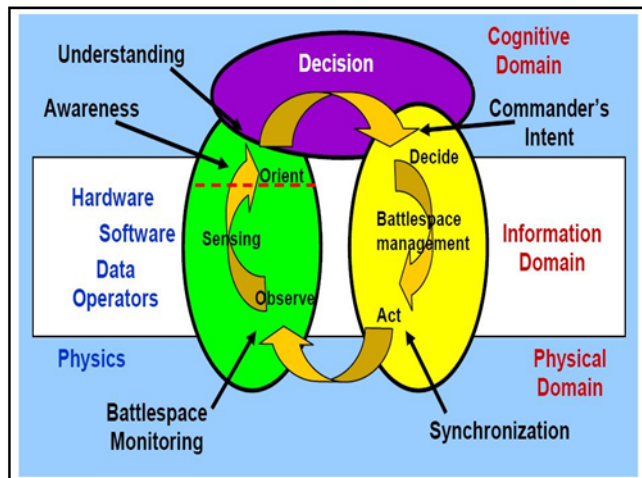 Understanding
Decision
Cognitive
Domain
Awareness
Commander's
Intent
Decide
Orient
Hardware
Software
Data
Operators
Sensing
Battlespace
management
Information
Domain
Observe
Act
Physics
Physical
Domain
Battlespace
Monitoring
Synchronization